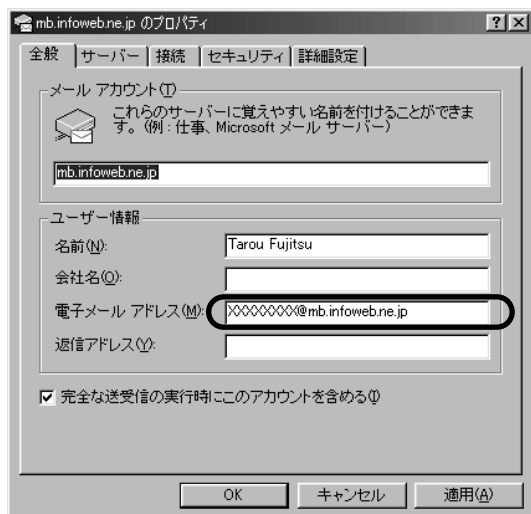 mb.infoweb.ne.jp のプロパティ
全般 サーバー 接続 セキュリティ 詳細設定
メール アカウント(T)
これらのサーバーに覚えやすい名前を付けることができま
す。(例 : 仕事、Microsoft メール サーバー)
mb.infoweb.ne.jp
ユーザー情報
名前(N):
Tarou Fujitsu
会社名(O):
電子メール アドレス(M):
XXXXXXXX@mb.infoweb.ne.jp
返信アドレス(Y):
完全な送受信の実行時にこのアカウントを含める(I)
OK キャンセル 適用(A)